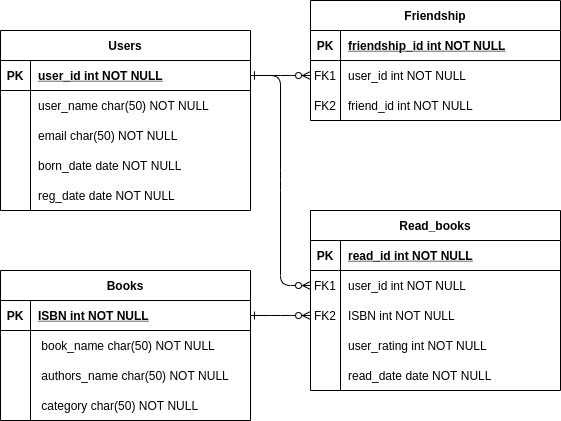 Users
PK user_id int NOT NULL
user_name char(50) NOT NULL
email char(50) NOT NULL
born_date date NOT NULL
reg_date date NOT NULL
Friendship
PK friendship_id int NOT NULL
FK1 user_id int NOT NULL
FK2 friend_id int NOT NULL
Books
PK ISBN int NOT NULL
book_name char(50) NOT NULL
authors_name char(50) NOT NULL
category char(50) NOT NULL
Read_books
PK read_id int NOT NULL
FK1 user_id int NOT NULL
FK2 ISBN int NOT NULL
user_rating int NOT NULL
read_date date NOT NULL